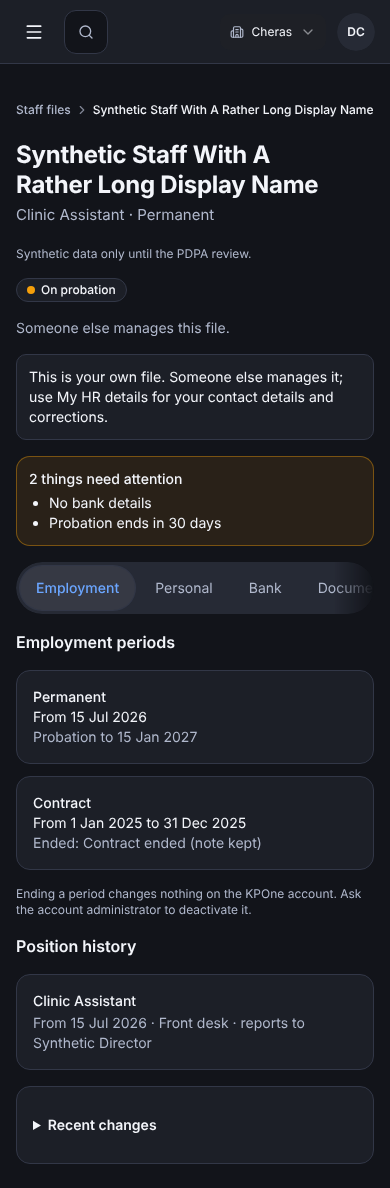 Cheras
DC
Staff files > Synthetic Staff With A Rather Long Display Name
Synthetic Staff With A
Rather Long Display Name
Clinic Assistant · Permanent
Synthetic data only until the PDPA review.
On probation
Someone else manages this file.
This is your own file. Someone else manages it;
use My HR details for your contact details and
corrections.
2 things need attention
• No bank details
• Probation ends in 30 days
Employment Personal Bank Docume
Employment periods
Permanent
From 15 Jul 2026
Probation to 15 Jan 2027
Contract
From 1 Jan 2025 to 31 Dec 2025
Ended: Contract ended (note kept)
Ending a period changes nothing on the KPOne account. Ask
the account administrator to deactivate it.
Position history
Clinic Assistant
From 15 Jul 2026 · Front desk · reports to
Synthetic Director
Recent changes